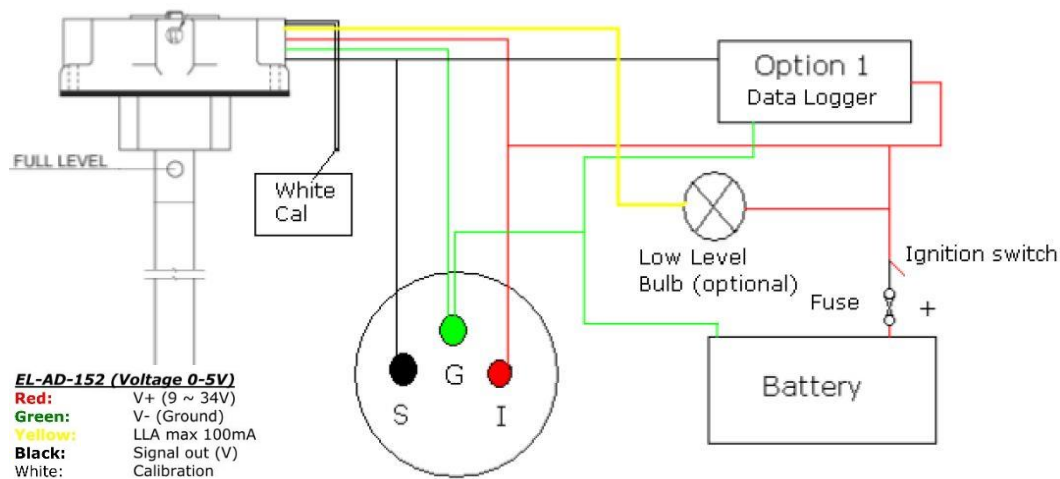 Option 1
Data Logger
FULL LEVEL
White
Cal
Low Level
Bulb (optional)
Ignition switch
Fuse
+
G
S
I
Battery
EL-AD-152 (Voltage 0-5V)
Red: V+ (9 ~ 34V)
Green: V- (Ground)
Yellow: LLA max 100mA
Black: Signal out (V)
White: Calibration